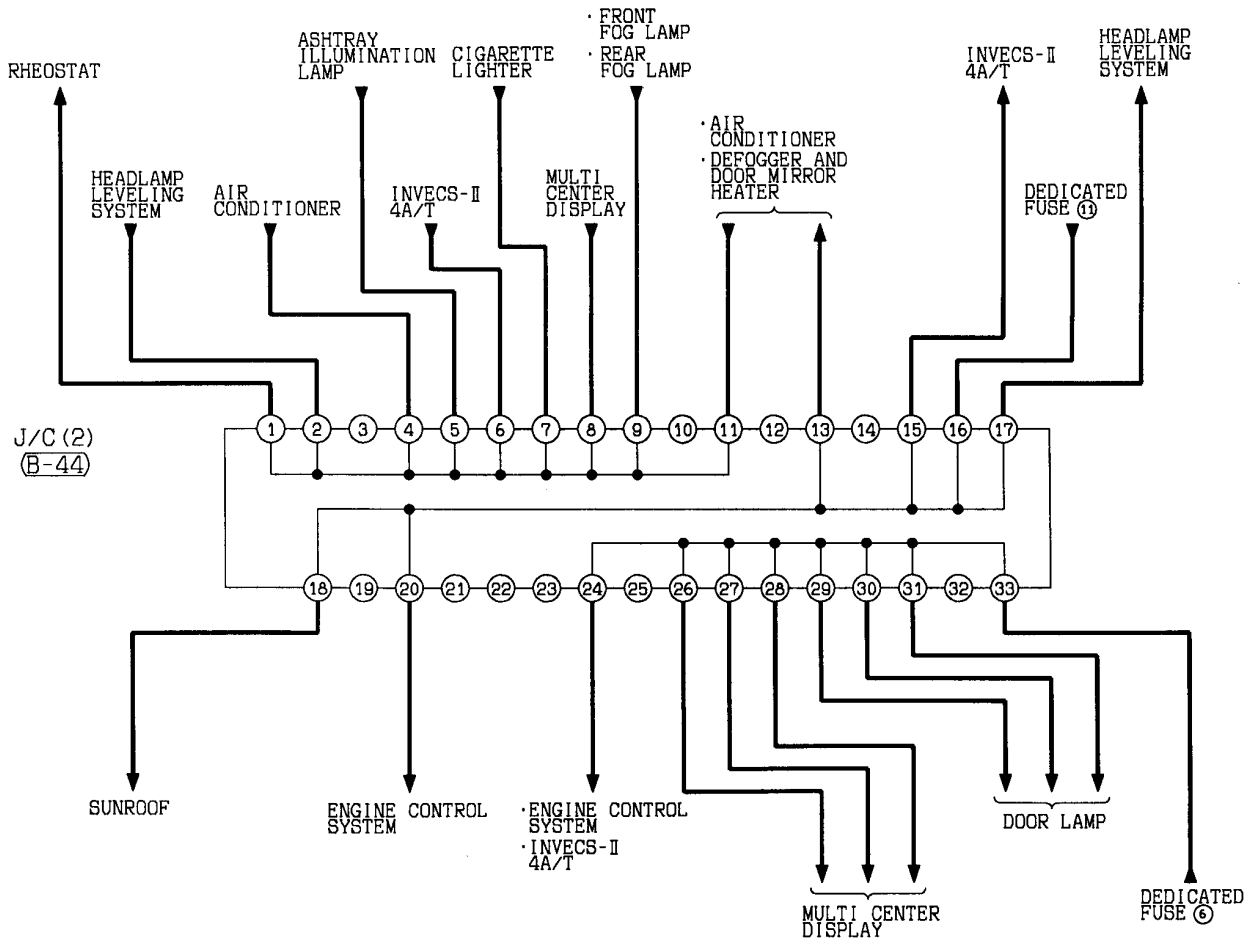 · FRONT
FOG LAMP
· REAR
FOG LAMP
ASHTRAY
ILLUMINATION
LAMP
CIGARETTE
LIGHTER
HEADLAMP
LEVELING
SYSTEM
INVECS-II
4A/T
RHEOSTAT
· AIR
CONDITIONER
· DEFOGGER AND
DOOR MIRROR
HEATER
HEADLAMP
LEVELING
SYSTEM
AIR
CONDITIONER
INVECS-II
4A/T
MULTI
CENTER
DISPLAY
DEDICATED
FUSE ⑪
J/C (2)
B-44
1 2 3 4 5 6 7 8 9 10 11 12 13 14 15 16 17
18 19 20 21 22 23 24 25 26 27 28 29 30 31 32 33
SUNROOF
ENGINE CONTROL
SYSTEM
· ENGINE CONTROL
SYSTEM
· INVECS-II
4A/T
DOOR LAMP
MULTI CENTER
DISPLAY
DEDICATED
FUSE ⑥